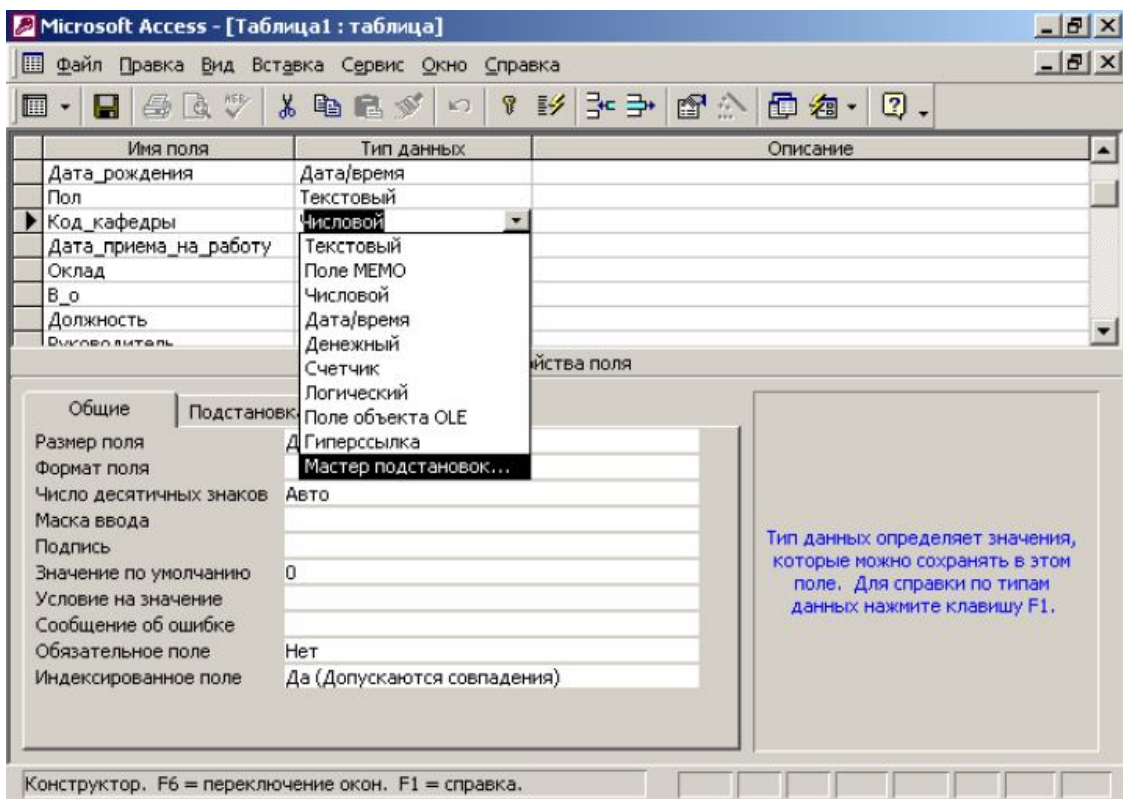 Microsoft Access - [Таблица1 : таблица]
Файл Правка Вид Вставка Сервис Окно Справка
Имя поля Тип данных Описание
Дата_рождения Дата/время
Пол Текстовый
Код_кафедры Числовой
Дата_приема_на_работу Текстовый
Оклад Поле MEMO
В_о Числовой
Должность Дата/время
Руководитель Денежный
Счетчик йства поля
Логический
Общие Подстановк Поле объекта OLE
Размер поля Д Гиперссылка
Формат поля Мастер подстановок...
Число десятичных знаков Авто
Маска ввода
Подпись
Значение по умолчанию 0
Условие на значение
Сообщение об ошибке
Обязательное поле Нет
Индексированное поле Да (Допускаются совпадения)
Тип данных определяет значения,
которые можно сохранять в этом
поле. Для справки по типам
данных нажмите клавишу F1.
Конструктор. F6 = переключение окон. F1 = справка.